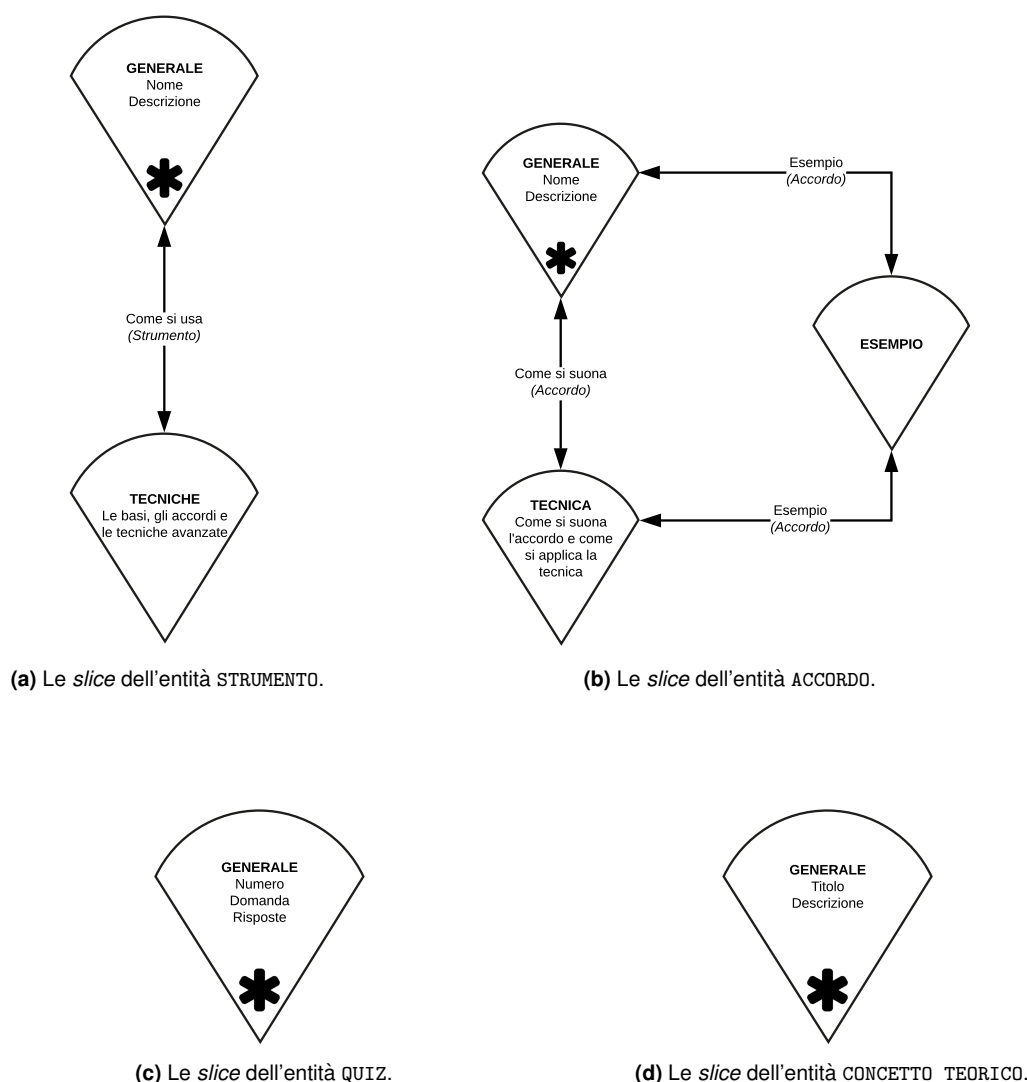 GENERALE
Nome
Descrizione
Come si usa
(Strumento)
TECNICHE
Le basi, gli accordi e
le tecniche avanzate
(a) Le slice dell'entità STRUMENTO.
GENERALE
Nome
Descrizione
Esempio
(Accordo)
ESEMPIO
Come si suona
(Accordo)
TECNICA
Come si suona
l'accordo e come
si applica la
tecnica
Esempio
(Accordo)
(b) Le slice dell'entità ACCORDO.
GENERALE
Numero
Domanda
Risposte
(c) Le slice dell'entità QUIZ.
GENERALE
Titolo
Descrizione
(d) Le slice dell'entità CONCETTO TEORICO.